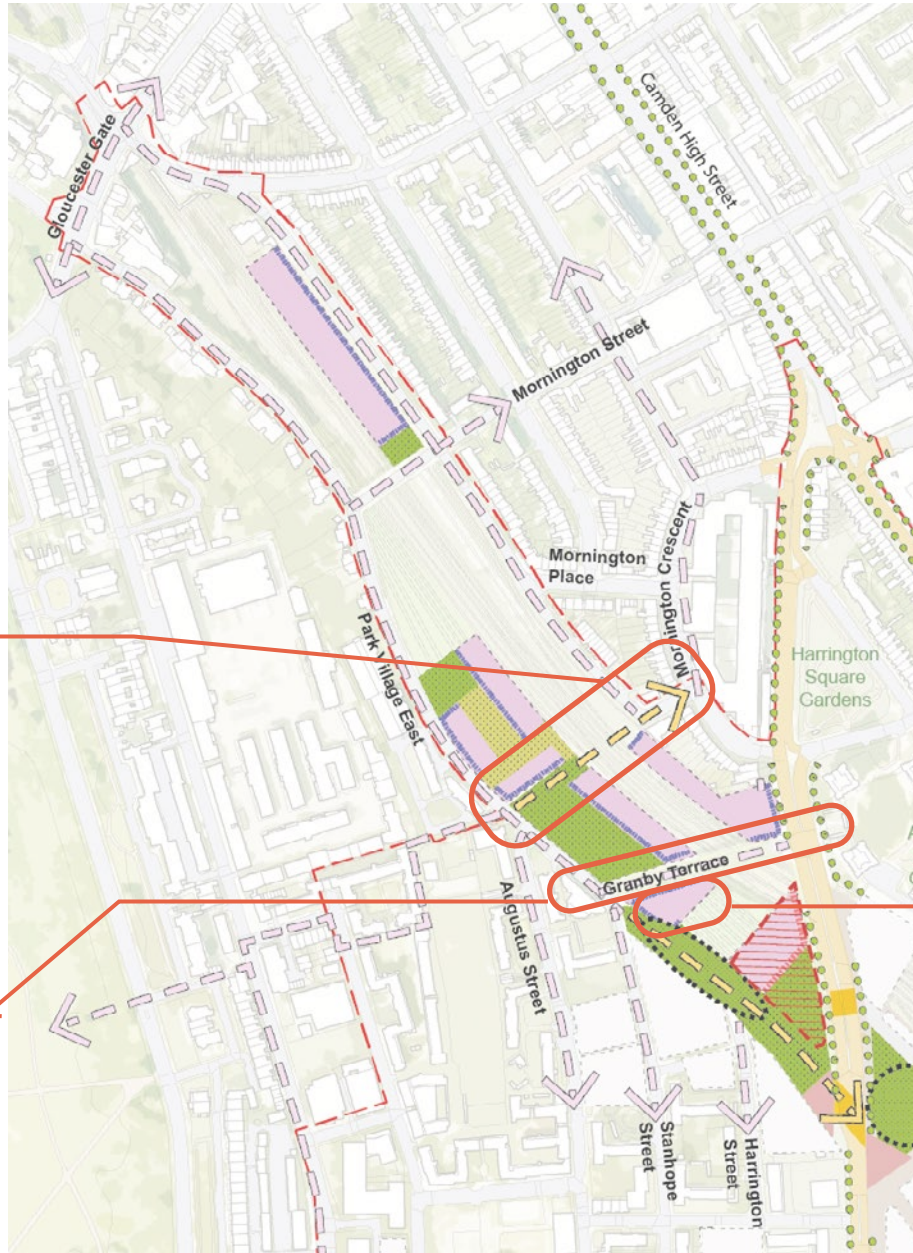 Gloucester Gate
Camden High Street
Mornington Street
Mornington
Place
Mornington Crescent
Park Village East
Harrington
Square
Gardens
Granby Terrace
Augustus Street
Stanhope
Street
Harrington
Street